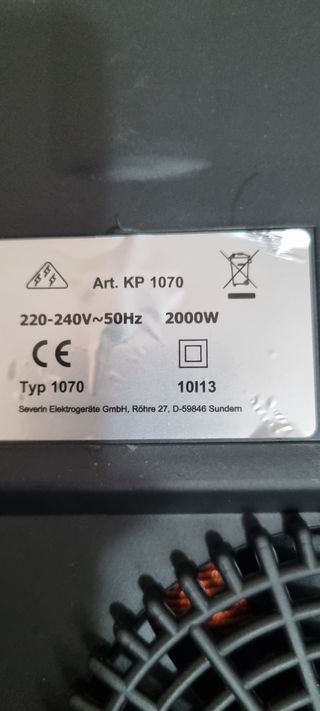 Art. KP 1070
220-240V~50Hz 2000W
CE
Typ 1070 10I13
Severin Elektrogeräte GmbH, Röhre 27, D-59846 Sundern